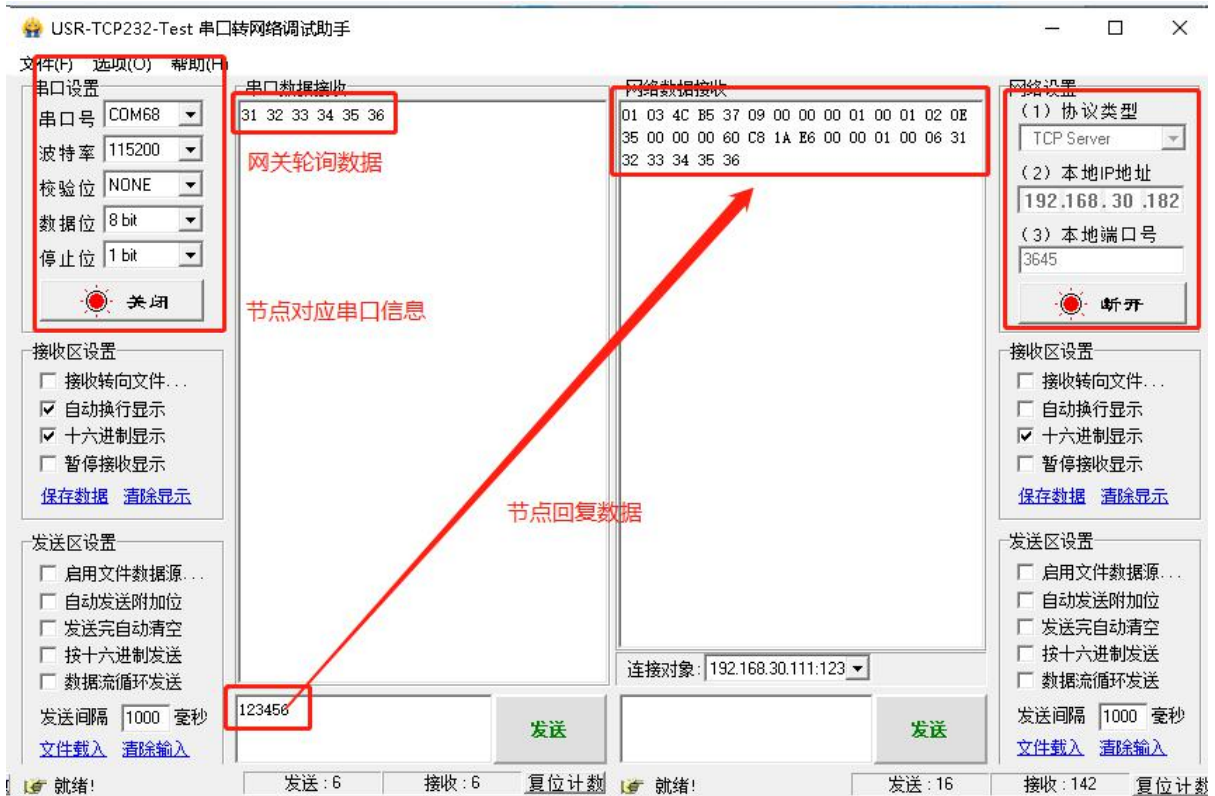 USR-TCP232-Test 串口转网络调试助手
文件(F) 选项(O) 帮助(H)
串口设置
串口号 COM68
波特率 115200
校验位 NONE
数据位 8 bit
停止位 1 bit
关闭
接收区设置
接收转向文件...
自动换行显示
十六进制显示
暂停接收显示
保存数据 清除显示
发送区设置
启用文件数据源...
自动发送附加位
发送完自动清空
按十六进制发送
数据流循环发送
发送间隔 1000 毫秒
文件载入 清除输入
就绪!
串口数据接收
31 32 33 34 35 36
网关轮询数据
节点对应串口信息
节点回复数据
123456
发送
发送:6 接收:6 复位计数
网络数据接收
01 03 4C B5 37 09 00 00 00 01 00 01 02 0E
35 00 00 00 60 C8 1A E6 00 00 01 00 06 31
32 33 34 35 36
连接对象: 192.168.30.111:123
发送
就绪!
发送:16 接收:142 复位计数
网络设置
(1) 协议类型
TCP Server
(2) 本地IP地址
192.168.30.182
(3) 本地端口号
3645
断开
接收区设置
接收转向文件...
自动换行显示
十六进制显示
暂停接收显示
保存数据 清除显示
发送区设置
启用文件数据源...
自动发送附加位
发送完自动清空
按十六进制发送
数据流循环发送
发送间隔 1000 毫秒
文件载入 清除输入